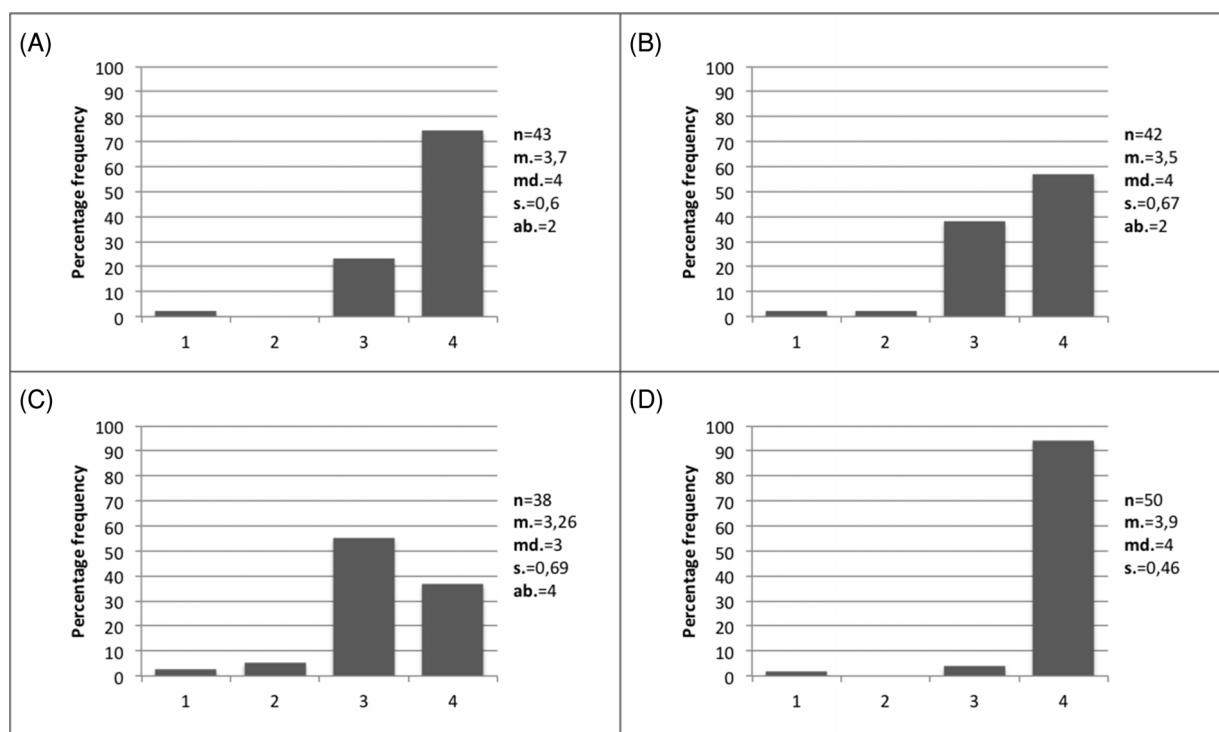 (A)
Percentage frequency
100
90
80
70
60
50
40
30
20
10
0
1 2 3 4
n=43
m.=3,7
md.=4
s.=0,6
ab.=2
(B)
Percentage frequency
100
90
80
70
60
50
40
30
20
10
0
1 2 3 4
n=42
m.=3,5
md.=4
s.=0,67
ab.=2
(C)
Percentage frequency
100
90
80
70
60
50
40
30
20
10
0
1 2 3 4
n=38
m.=3,26
md.=3
s.=0,69
ab.=4
(D)
Percentage frequency
100
90
80
70
60
50
40
30
20
10
0
1 2 3 4
n=50
m.=3,9
md.=4
s.=0,46